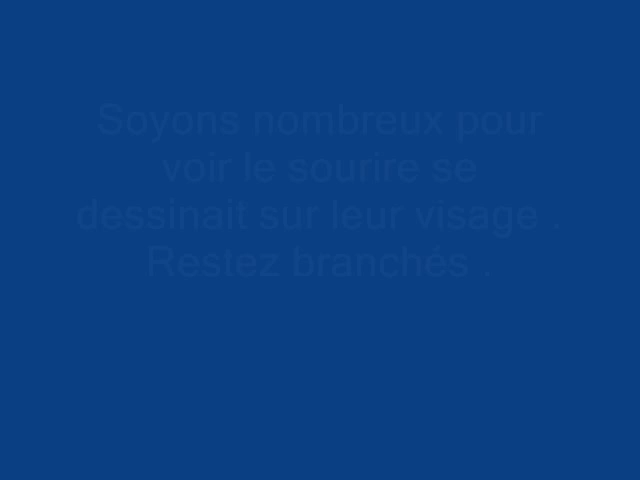 Soyons nombreux pour
voir le sourire se
dessinait sur leur visage .
Restez branchés .